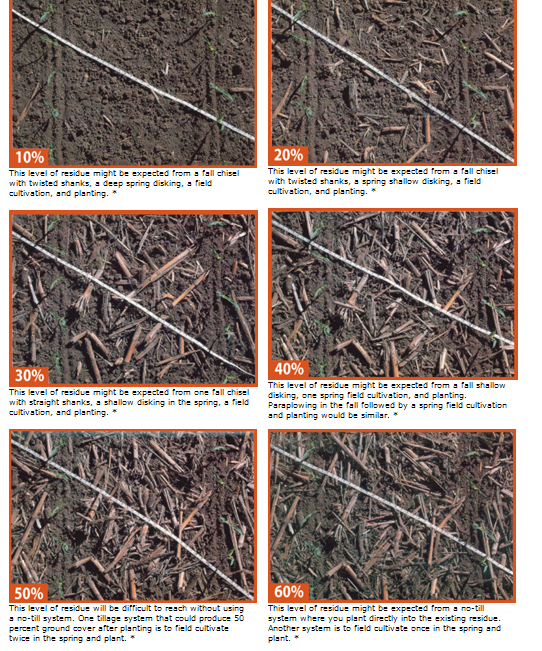 10%
This level of residue might be expected from a fall chisel
with twisted shanks, a deep spring disking, a field
cultivation, and planting. *
20%
This level of residue might be expected from a fall chisel
with twisted shanks, a spring shallow disking, a field
cultivation, and planting. *
30%
This level of residue might be expected from one fall chisel
with straight shanks, a shallow disking in the spring, a field
cultivation, and planting. *
40%
This level of residue might be expected from a fall shallow
disking, one spring field cultivation, and planting.
Paraplowing in the fall followed by a spring field cultivation
and planting would be similar. *
50%
This level of residue will be difficult to reach without using
a no-till system. One tillage system that could produce 50
percent ground cover after planting is to field cultivate
twice in the spring and plant. *
60%
This level of residue might be expected from a no-till
system where you plant directly into the existing residue.
Another system is to field cultivate once in the spring and
plant. *